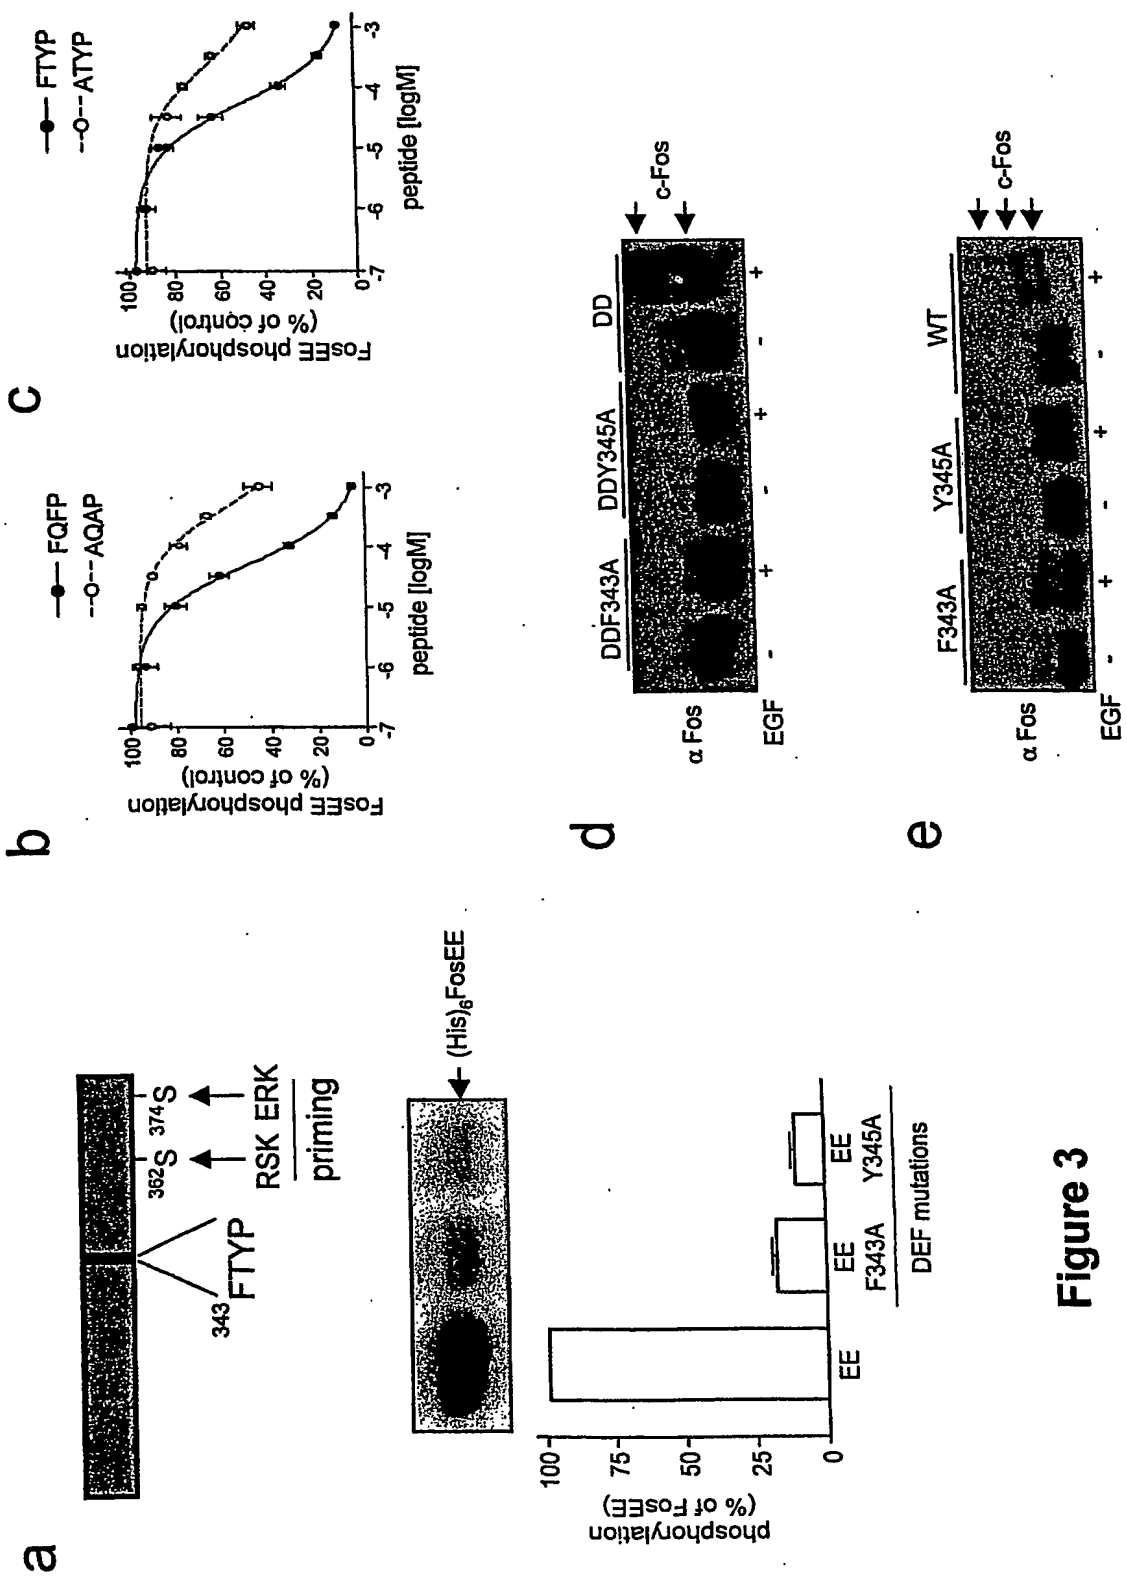 a
343
FTYP
362S
374S
RSK ERK
priming
(His)6FosEE
phosphorylation
(% of FosEE)
100
75
50
25
0
EE
EE
F343A
EE
Y345A
DEF mutations
b
FQFP
AQAP
FosEE phosphorylation
(% of control)
100
80
60
40
20
0
-7
-6
-5
-4
-3
peptide [logM]
c
FTYP
ATYP
FosEE phosphorylation
(% of control)
100
80
60
40
20
0
-7
-6
-5
-4
-3
peptide [logM]
d
DDF343A
DDY345A
DD
α Fos
c-Fos
EGF
- + - + - +
e
F343A
Y345A
WT
α Fos
c-Fos
EGF
- + - + - +
Figure 3